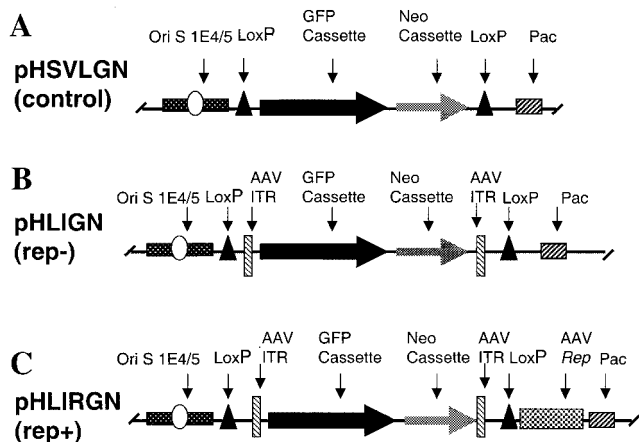 A
pHSVLGN
(control)
Ori S 1E4/5 LoxP GFP Cassette Neo Cassette LoxP Pac
B
pHLIGN
(rep-)
Ori S 1E4/5 LoxP AAV ITR GFP Cassette Neo Cassette AAV ITR LoxP Pac
C
pHLIRGN
(rep+)
Ori S 1E4/5 LoxP AAV ITR GFP Cassette Neo Cassette AAV ITR LoxP AAV Rep Pac